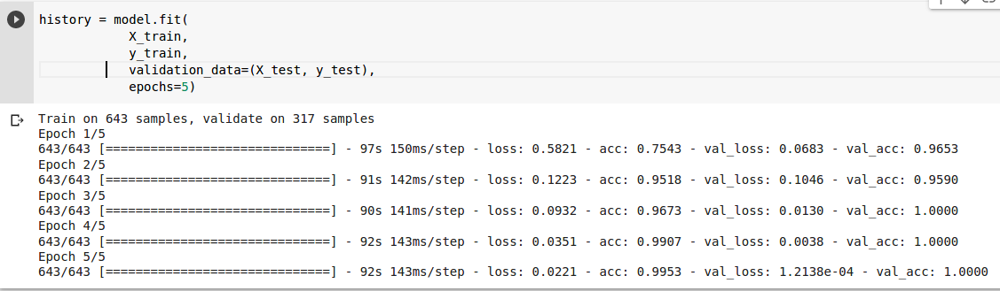 history = model.fit(
            X_train,
            y_train,
            validation_data=(X_test, y_test),
            epochs=5)
Train on 643 samples, validate on 317 samples
Epoch 1/5
643/643 [==============================] - 97s 150ms/step - loss: 0.5821 - acc: 0.7543 - val_loss: 0.0683 - val_acc: 0.9653
Epoch 2/5
643/643 [==============================] - 91s 142ms/step - loss: 0.1223 - acc: 0.9518 - val_loss: 0.1046 - val_acc: 0.9590
Epoch 3/5
643/643 [==============================] - 90s 141ms/step - loss: 0.0932 - acc: 0.9673 - val_loss: 0.0130 - val_acc: 1.0000
Epoch 4/5
643/643 [==============================] - 92s 143ms/step - loss: 0.0351 - acc: 0.9907 - val_loss: 0.0038 - val_acc: 1.0000
Epoch 5/5
643/643 [==============================] - 92s 143ms/step - loss: 0.0221 - acc: 0.9953 - val_loss: 1.2138e-04 - val_acc: 1.0000